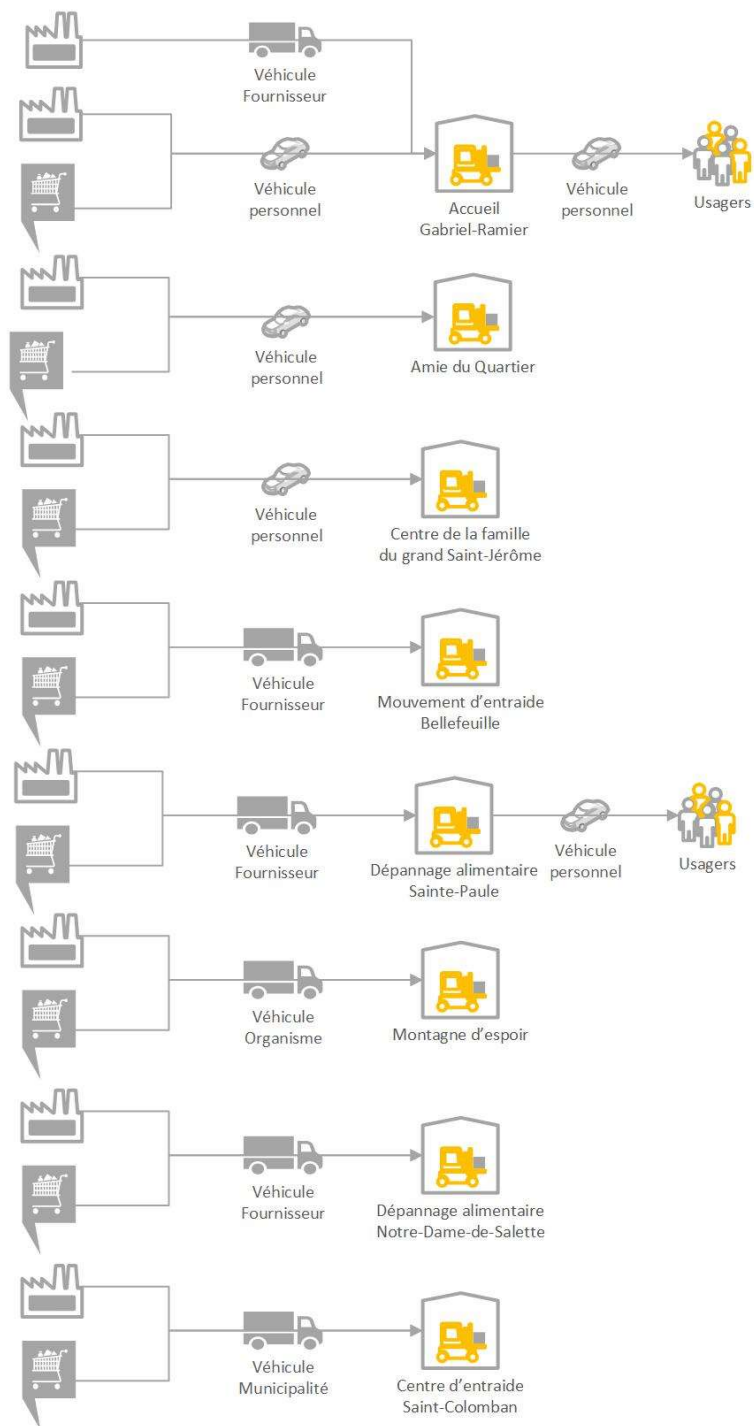 Véhicule
Fournisseur
Véhicule
personnel
Accueil
Gabriel-Ramier
Véhicule
personnel
Usagers
Véhicule
personnel
Amie du Quartier
Véhicule
personnel
Centre de la famille
du grand Saint-Jérôme
Véhicule
Fournisseur
Mouvement d'entraide
Bellefeuille
Véhicule
Fournisseur
Dépannage alimentaire
Sainte-Paule
Véhicule
personnel
Usagers
Véhicule
Organisme
Montagne d'espoir
Véhicule
Fournisseur
Dépannage alimentaire
Notre-Dame-de-Salette
Véhicule
Municipalité
Centre d'entraide
Saint-Colomban